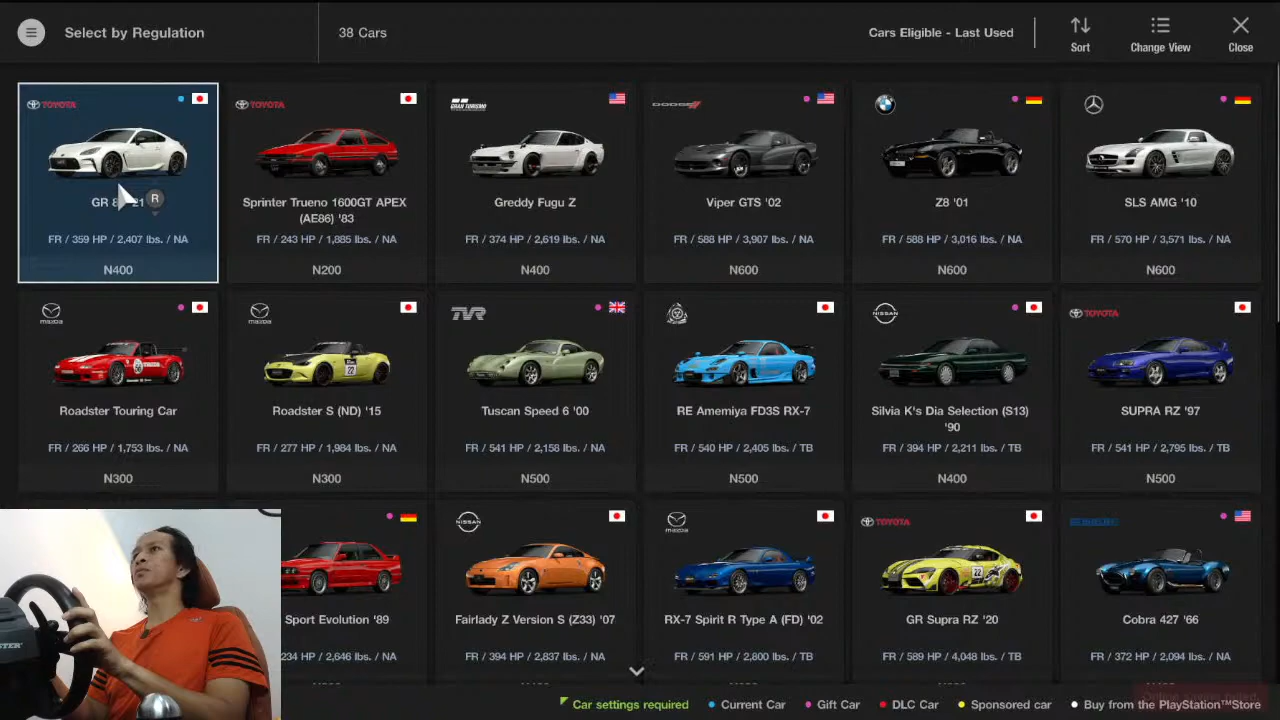 Select by Regulation
38 Cars
Cars Eligible - Last Used
Sort
Change View
Close
TOYOTA
R
FR / 359 HP / 2,407 lbs. / NA
N400
TOYOTA
Sprinter Trueno 1600GT APEX
(AE86) '83
FR / 243 HP / 1,885 lbs. / NA
N200
GRAN TURISMO
Greddy Fugu Z
FR / 374 HP / 2,619 lbs. / NA
N400
DODGE
Viper GTS '02
FR / 588 HP / 3,907 lbs. / NA
N600
Z8 '01
FR / 588 HP / 3,016 lbs. / NA
N600
SLS AMG '10
FR / 570 HP / 3,571 lbs. / NA
N600
mazda
Roadster Touring Car
FR / 266 HP / 1,753 lbs. / NA
N300
mazda
Roadster S (ND) '15
FR / 277 HP / 1,984 lbs. / NA
N300
TVR
Tuscan Speed 6 '00
FR / 541 HP / 2,158 lbs. / NA
N500
RE Amemiya FD3S RX-7
FR / 540 HP / 2,405 lbs. / TB
N500
NISSAN
Silvia K's Dia Selection (S13)
'90
FR / 394 HP / 2,211 lbs. / TB
N400
TOYOTA
SUPRA RZ '97
FR / 541 HP / 2,795 lbs. / TB
N500
Sport Evolution '89
234 HP / 2,646 lbs. / NA
NISSAN
Fairlady Z Version S (Z33) '07
FR / 394 HP / 2,837 lbs. / NA
mazda
RX-7 Spirit R Type A (FD) '02
FR / 591 HP / 2,800 lbs. / TB
TOYOTA
GR Supra RZ '20
FR / 589 HP / 4,048 lbs. / TB
Cobra 427 '66
FR / 372 HP / 2,094 lbs. / NA
Car settings required
Current Car
Gift Car
DLC Car
Sponsored car
Buy from the PlayStation™Store